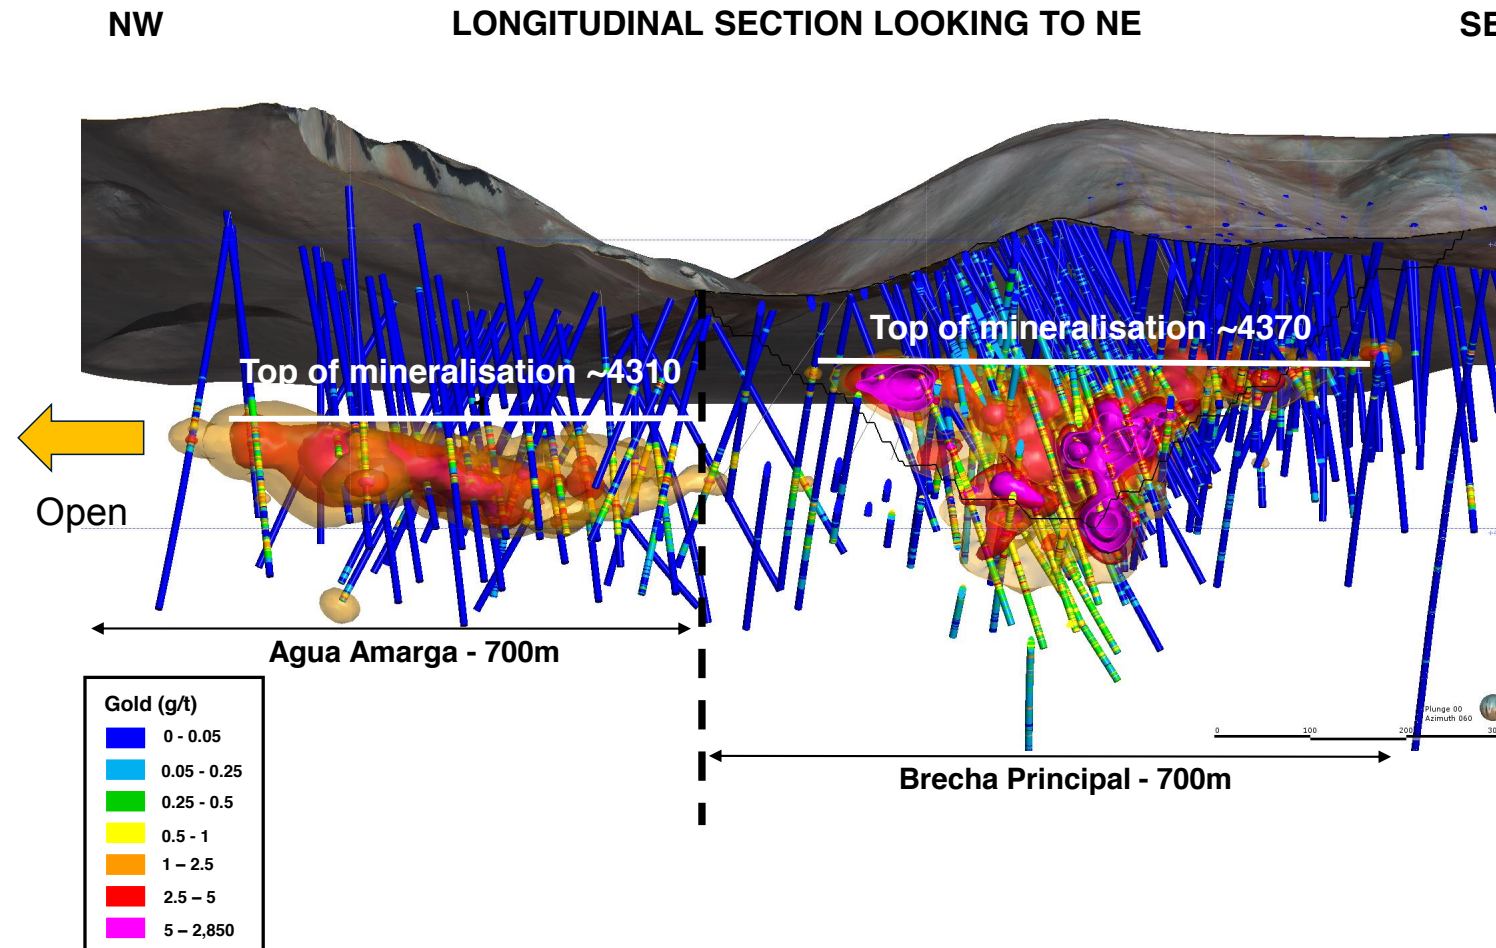 NW
LONGITUDINAL SECTION LOOKING TO NE
SE
Top of mineralisation ~4370
Top of mineralisation ~4310
Open
Agua Amarga - 700m
Brecha Principal - 700m
Plunge 00
Azimuth 060
0 100 200 30
Gold (g/t)
0 - 0.05
0.05 - 0.25
0.25 - 0.5
0.5 - 1
1 – 2.5
2.5 – 5
5 – 2,850